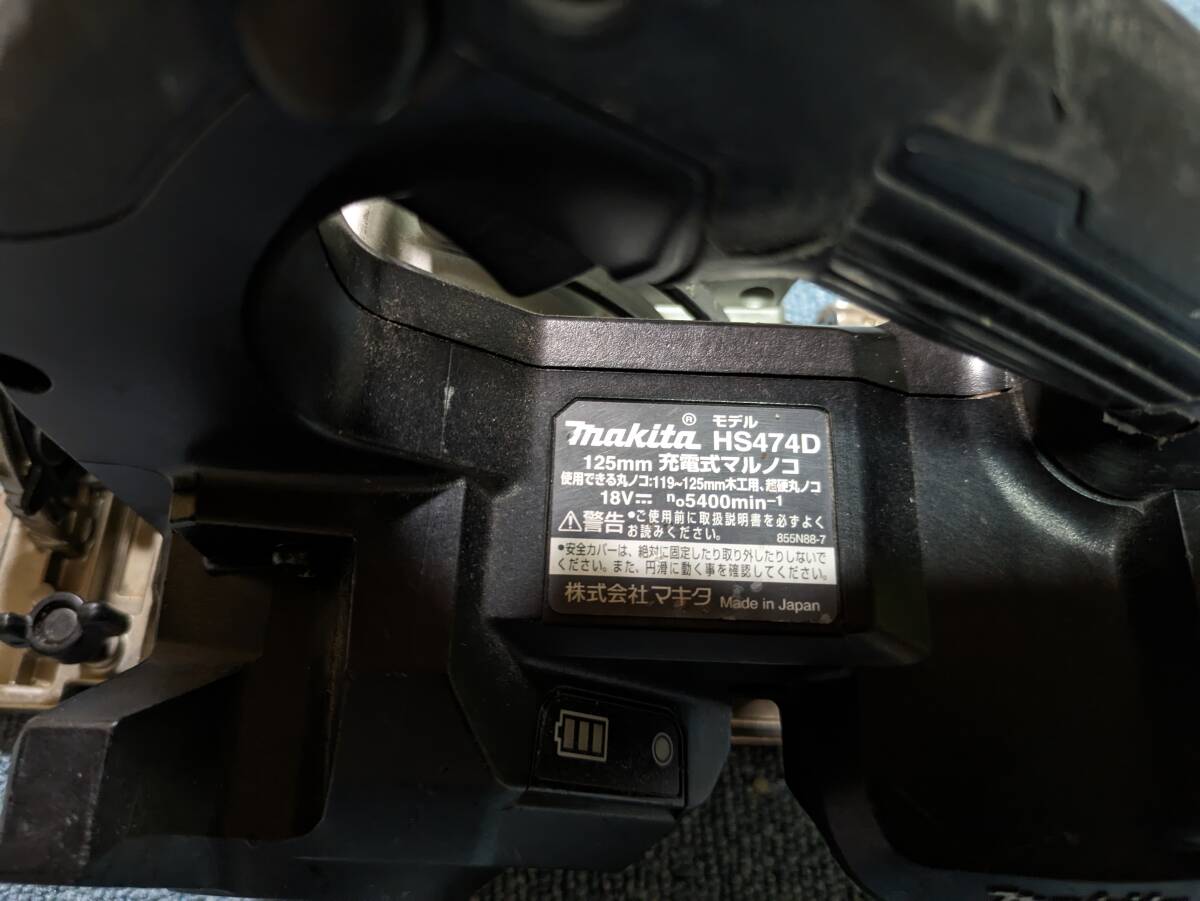 makita® モデル HS474D
125mm 充電式マルノコ
使用できる丸ノコ:119~125mm木工用、超硬丸ノコ
18V⎓ n₀5400min⁻¹
⚠警告 •ご使用前に取扱説明書を必ずよく
お読みください。 855N88-7
•安全カバーは、絶対に固定したり取り外したりしないで
ください。また、円滑に動く事を確認してください。
株式会社マキタ Made in Japan